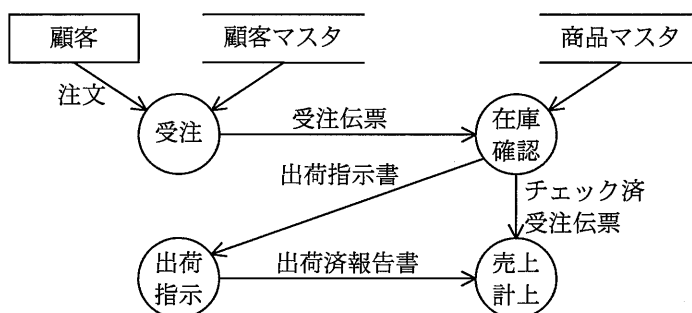 顧客
顧客マスタ
商品マスタ
注文
受注
受注伝票
在庫
確認
出荷指示書
チェック済
受注伝票
出荷
指示
出荷済報告書
売上
計上